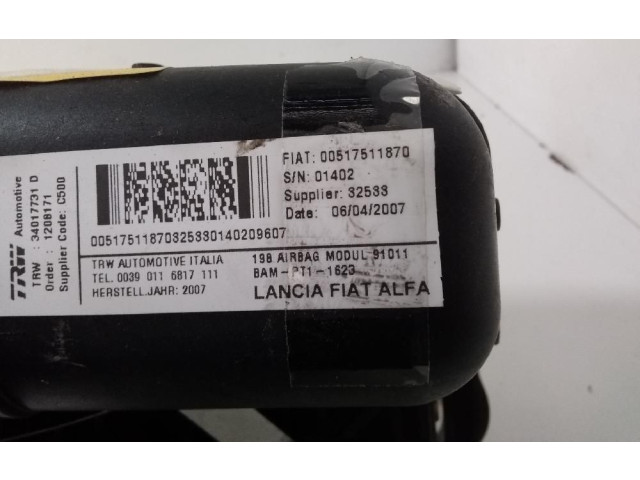 TRW Automotive
TRW : 34017731 D
Order : 1208171
Supplier Code: C500
FIAT: 00517511870
S/N: 01402
Supplier: 32533
Date: 06/04/2007
00517511870325330140209607
TRW AUTOMOTIVE ITALIA
TEL. 0039 011 6817 111
HERSTELL.JAHR: 2007
198 AIRBAG MODUL 91011
BAM-PT1-1623
LANCIA FIAT ALFA